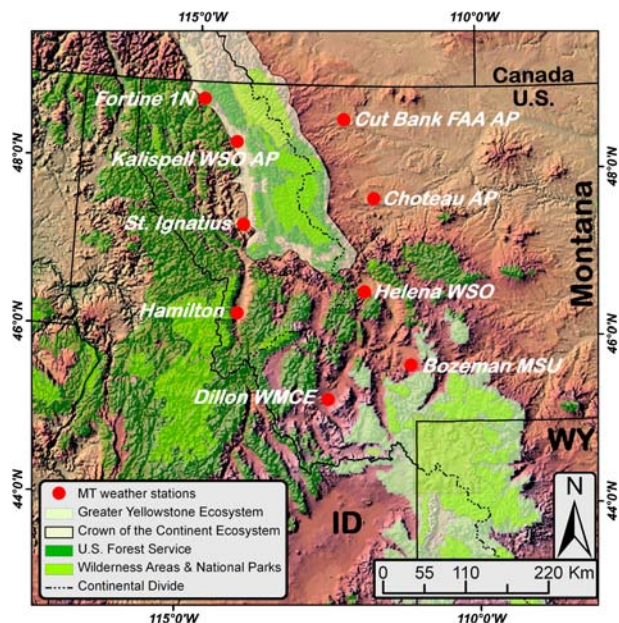 115°0'W
110°0'W
Canada
U.S.
Fortine 1N
Cut Bank FAA AP
Kalispell WSO AP
48°0'N
48°0'N
Choteau AP
St. Ignatius
Montana
Helena WSO
Hamilton
46°0'N
46°0'N
Bozeman MSU
Dillon WMCE
WY
MT weather stations
Greater Yellowstone Ecosystem
Crown of the Continent Ecosystem
U.S. Forest Service
Wilderness Areas & National Parks
Continental Divide
44°0'N
44°0'N
ID
N
0 55 110 220 Km
115°0'W
110°0'W